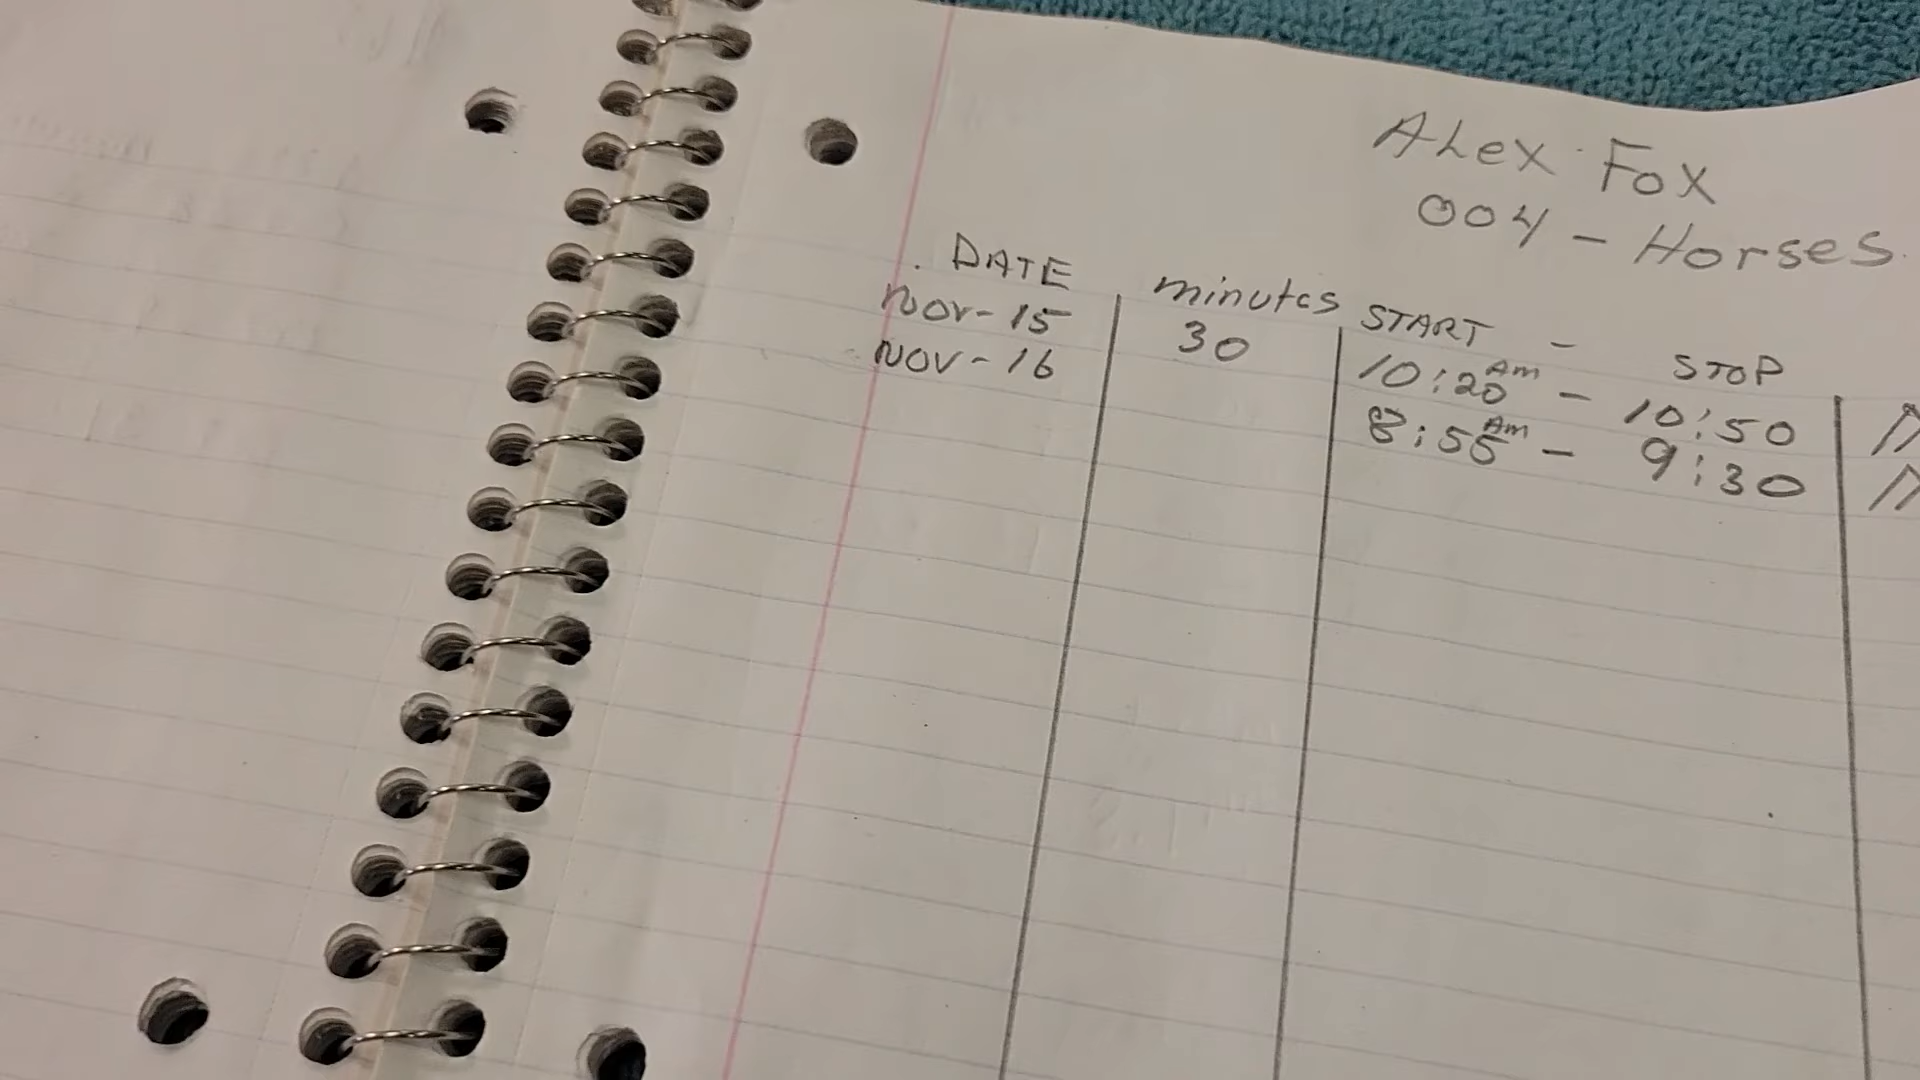 ALex Fox
004 - Horses.
DATE minutes START - STOP
Nov-15 30 10:20 Am - 10:50
Nov-16 8:55 Am - 9:30